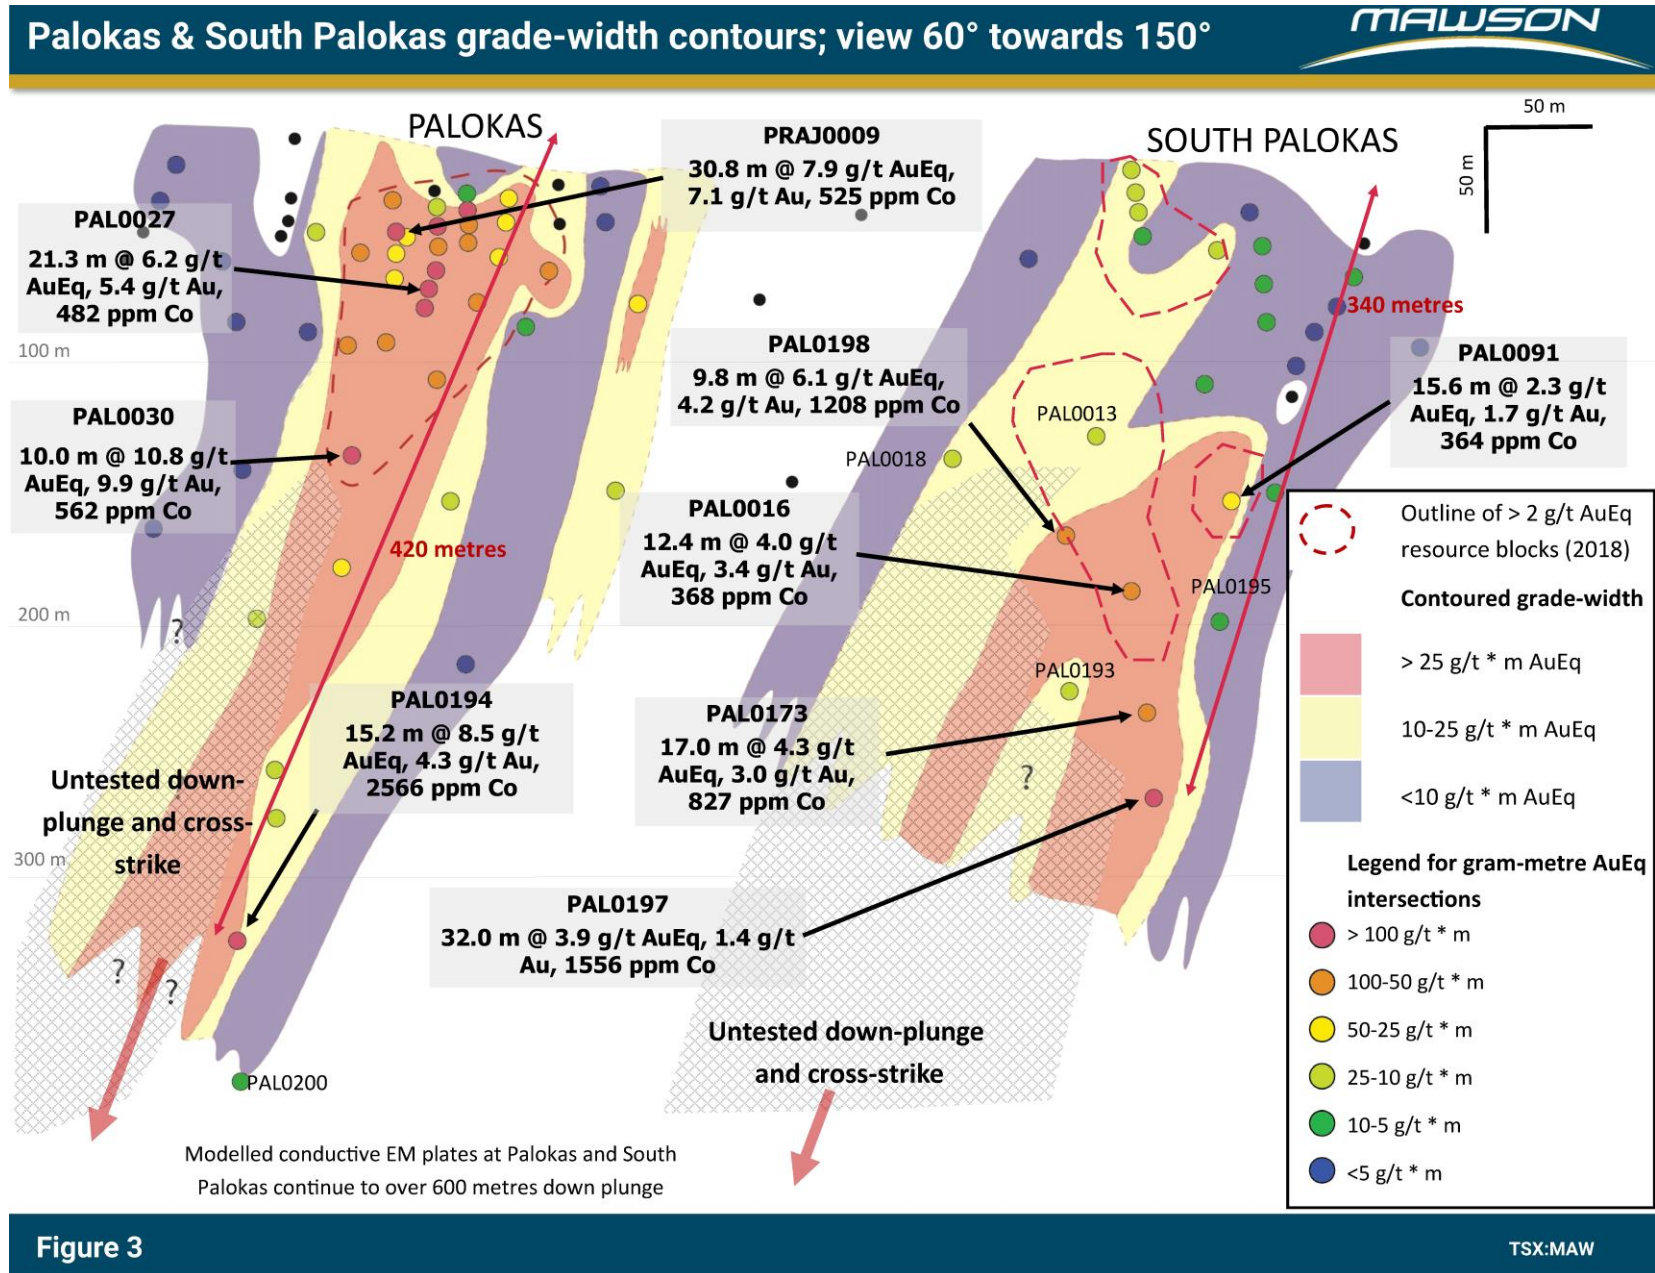 Palokas & South Palokas grade-width contours; view 60° towards 150°
MAWSON
PALOKAS
SOUTH PALOKAS
50 m
50 m
PRAJ0009
30.8 m @ 7.9 g/t AuEq,
7.1 g/t Au, 525 ppm Co
PAL0027
21.3 m @ 6.2 g/t
AuEq, 5.4 g/t Au,
482 ppm Co
100 m
340 metres
PAL0198
9.8 m @ 6.1 g/t AuEq,
4.2 g/t Au, 1208 ppm Co
PAL0091
15.6 m @ 2.3 g/t
AuEq, 1.7 g/t Au,
364 ppm Co
PAL0030
10.0 m @ 10.8 g/t
AuEq, 9.9 g/t Au,
562 ppm Co
PAL0013
PAL0018
PAL0016
12.4 m @ 4.0 g/t
AuEq, 3.4 g/t Au,
368 ppm Co
420 metres
PAL0195
200 m
?
PAL0193
PAL0194
15.2 m @ 8.5 g/t
AuEq, 4.3 g/t Au,
2566 ppm Co
PAL0173
17.0 m @ 4.3 g/t
AuEq, 3.0 g/t Au,
827 ppm Co
?
Untested down-
plunge and cross-
strike
300 m
PAL0197
32.0 m @ 3.9 g/t AuEq, 1.4 g/t
Au, 1556 ppm Co
?
?
Untested down-plunge
and cross-strike
PAL0200
Modelled conductive EM plates at Palokas and South
Palokas continue to over 600 metres down plunge
Outline of > 2 g/t AuEq
resource blocks (2018)
Contoured grade-width
> 25 g/t * m AuEq
10-25 g/t * m AuEq
<10 g/t * m AuEq
Legend for gram-metre AuEq
intersections
> 100 g/t * m
100-50 g/t * m
50-25 g/t * m
25-10 g/t * m
10-5 g/t * m
<5 g/t * m
Figure 3
TSX:MAW